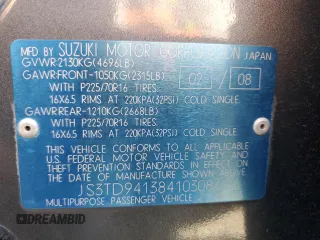 MFD BY SUZUKI MOTOR CORPORATION JAPAN
GVWR:2130KG(4696LB)
GAWR:FRONT-1050KG(2315LB) 02 / 08
WITH P225/70R16 TIRES
16X6.5 RIMS AT 220KPA(32PSI) COLD SINGLE
GAWR:REAR-1210KG(2668LB)
WITH P225/70R16 TIRES
16X6.5 RIMS AT 220KPA(32PSI) COLD SINGLE
THIS VEHICLE CONFORMS TO ALL APPLICABLE
U.S. FEDERAL MOTOR VEHICLE SAFETY AND
THEFT PREVENTION STANDARDS IN EFFECT
ON THE DATE OF MANUFACTURE SHOWN ABOVE.
MULTIPURPOSE PASSENGER VEHICLE
©DREAMBID